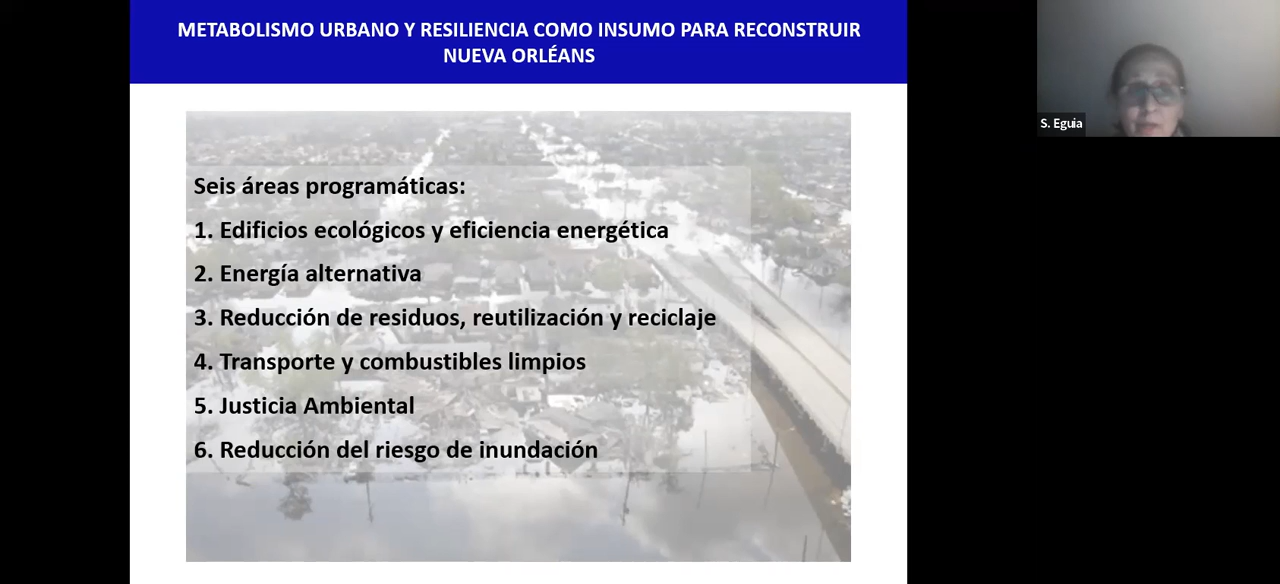 METABOLISMO URBANO Y RESILIENCIA COMO INSUMO PARA RECONSTRUIR
NUEVA ORLÉANS
S. Eguia
Seis áreas programáticas:
1. Edificios ecológicos y eficiencia energética
2. Energía alternativa
3. Reducción de residuos, reutilización y reciclaje
4. Transporte y combustibles limpios
5. Justicia Ambiental
6. Reducción del riesgo de inundación